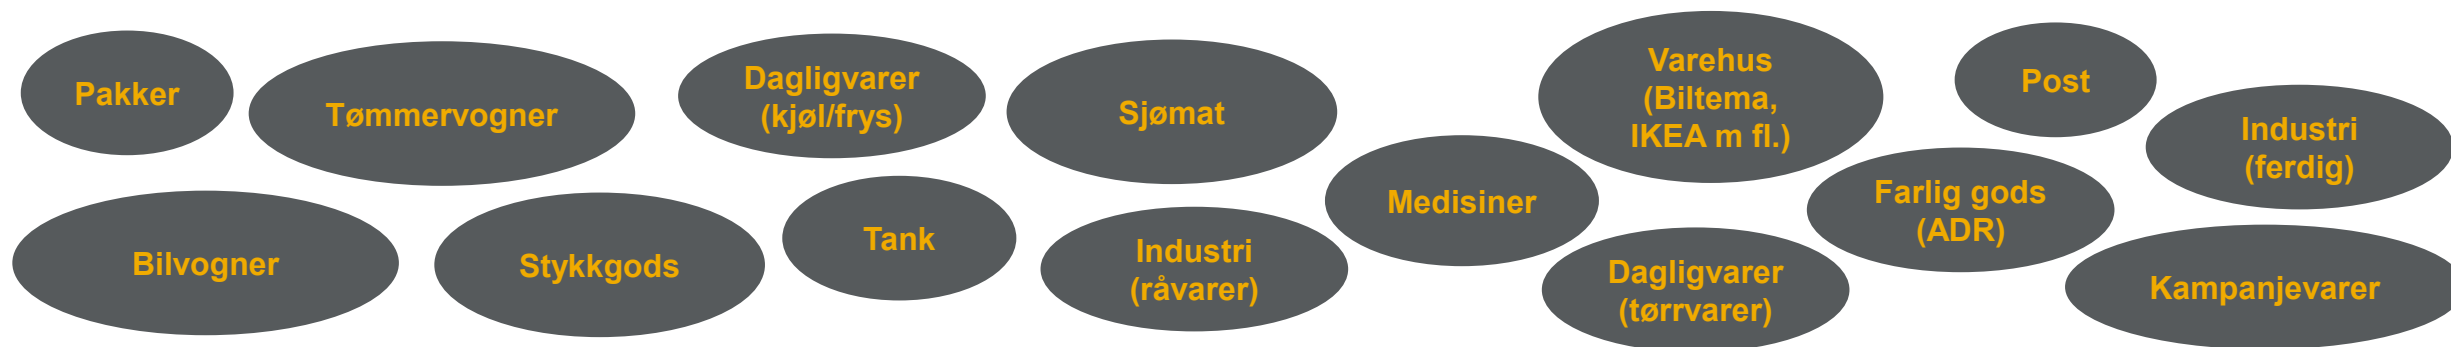 Pakker
Tømmervogner
Dagligvarer
(kjøl/frys)
Sjømat
Varehus
(Biltema,
IKEA m fl.)
Post
Industri
(ferdig)
Bilvogner
Stykkgods
Tank
Industri
(råvarer)
Medisiner
Dagligvarer
(tørrvarer)
Farlig gods
(ADR)
Kampanjevarer